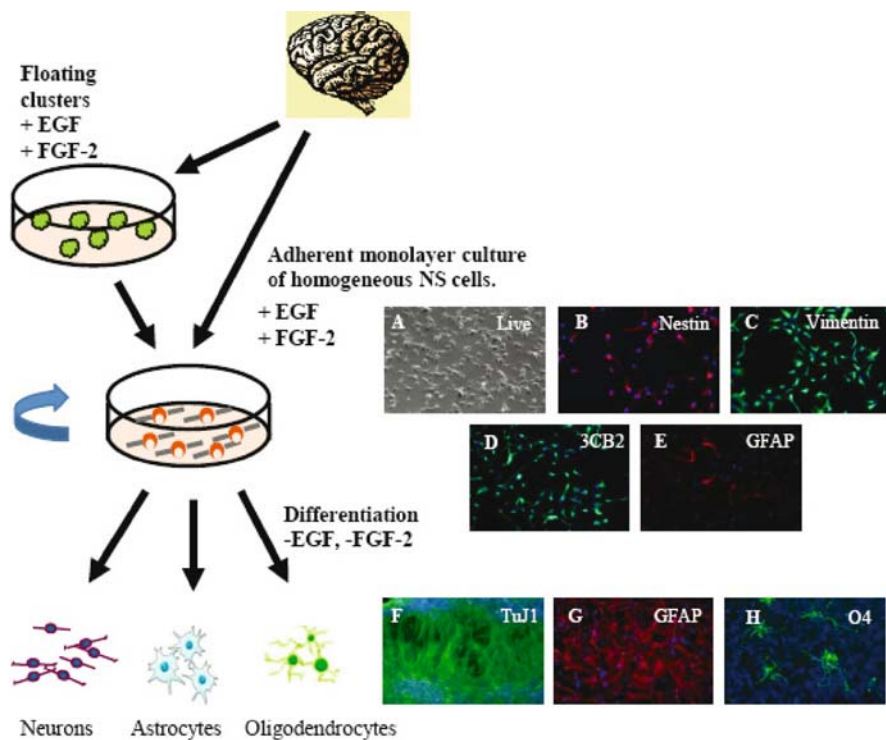 Floating
clusters
+ EGF
+ FGF-2
Adherent monolayer culture
of homogeneous NS cells.
+ EGF
+ FGF-2
A Live
B Nestin
C Vimentin
D 3CB2
E GFAP
Differentiation
-EGF, -FGF-2
F TuJ1
G GFAP
H O4
Neurons
Astrocytes
Oligodendrocytes